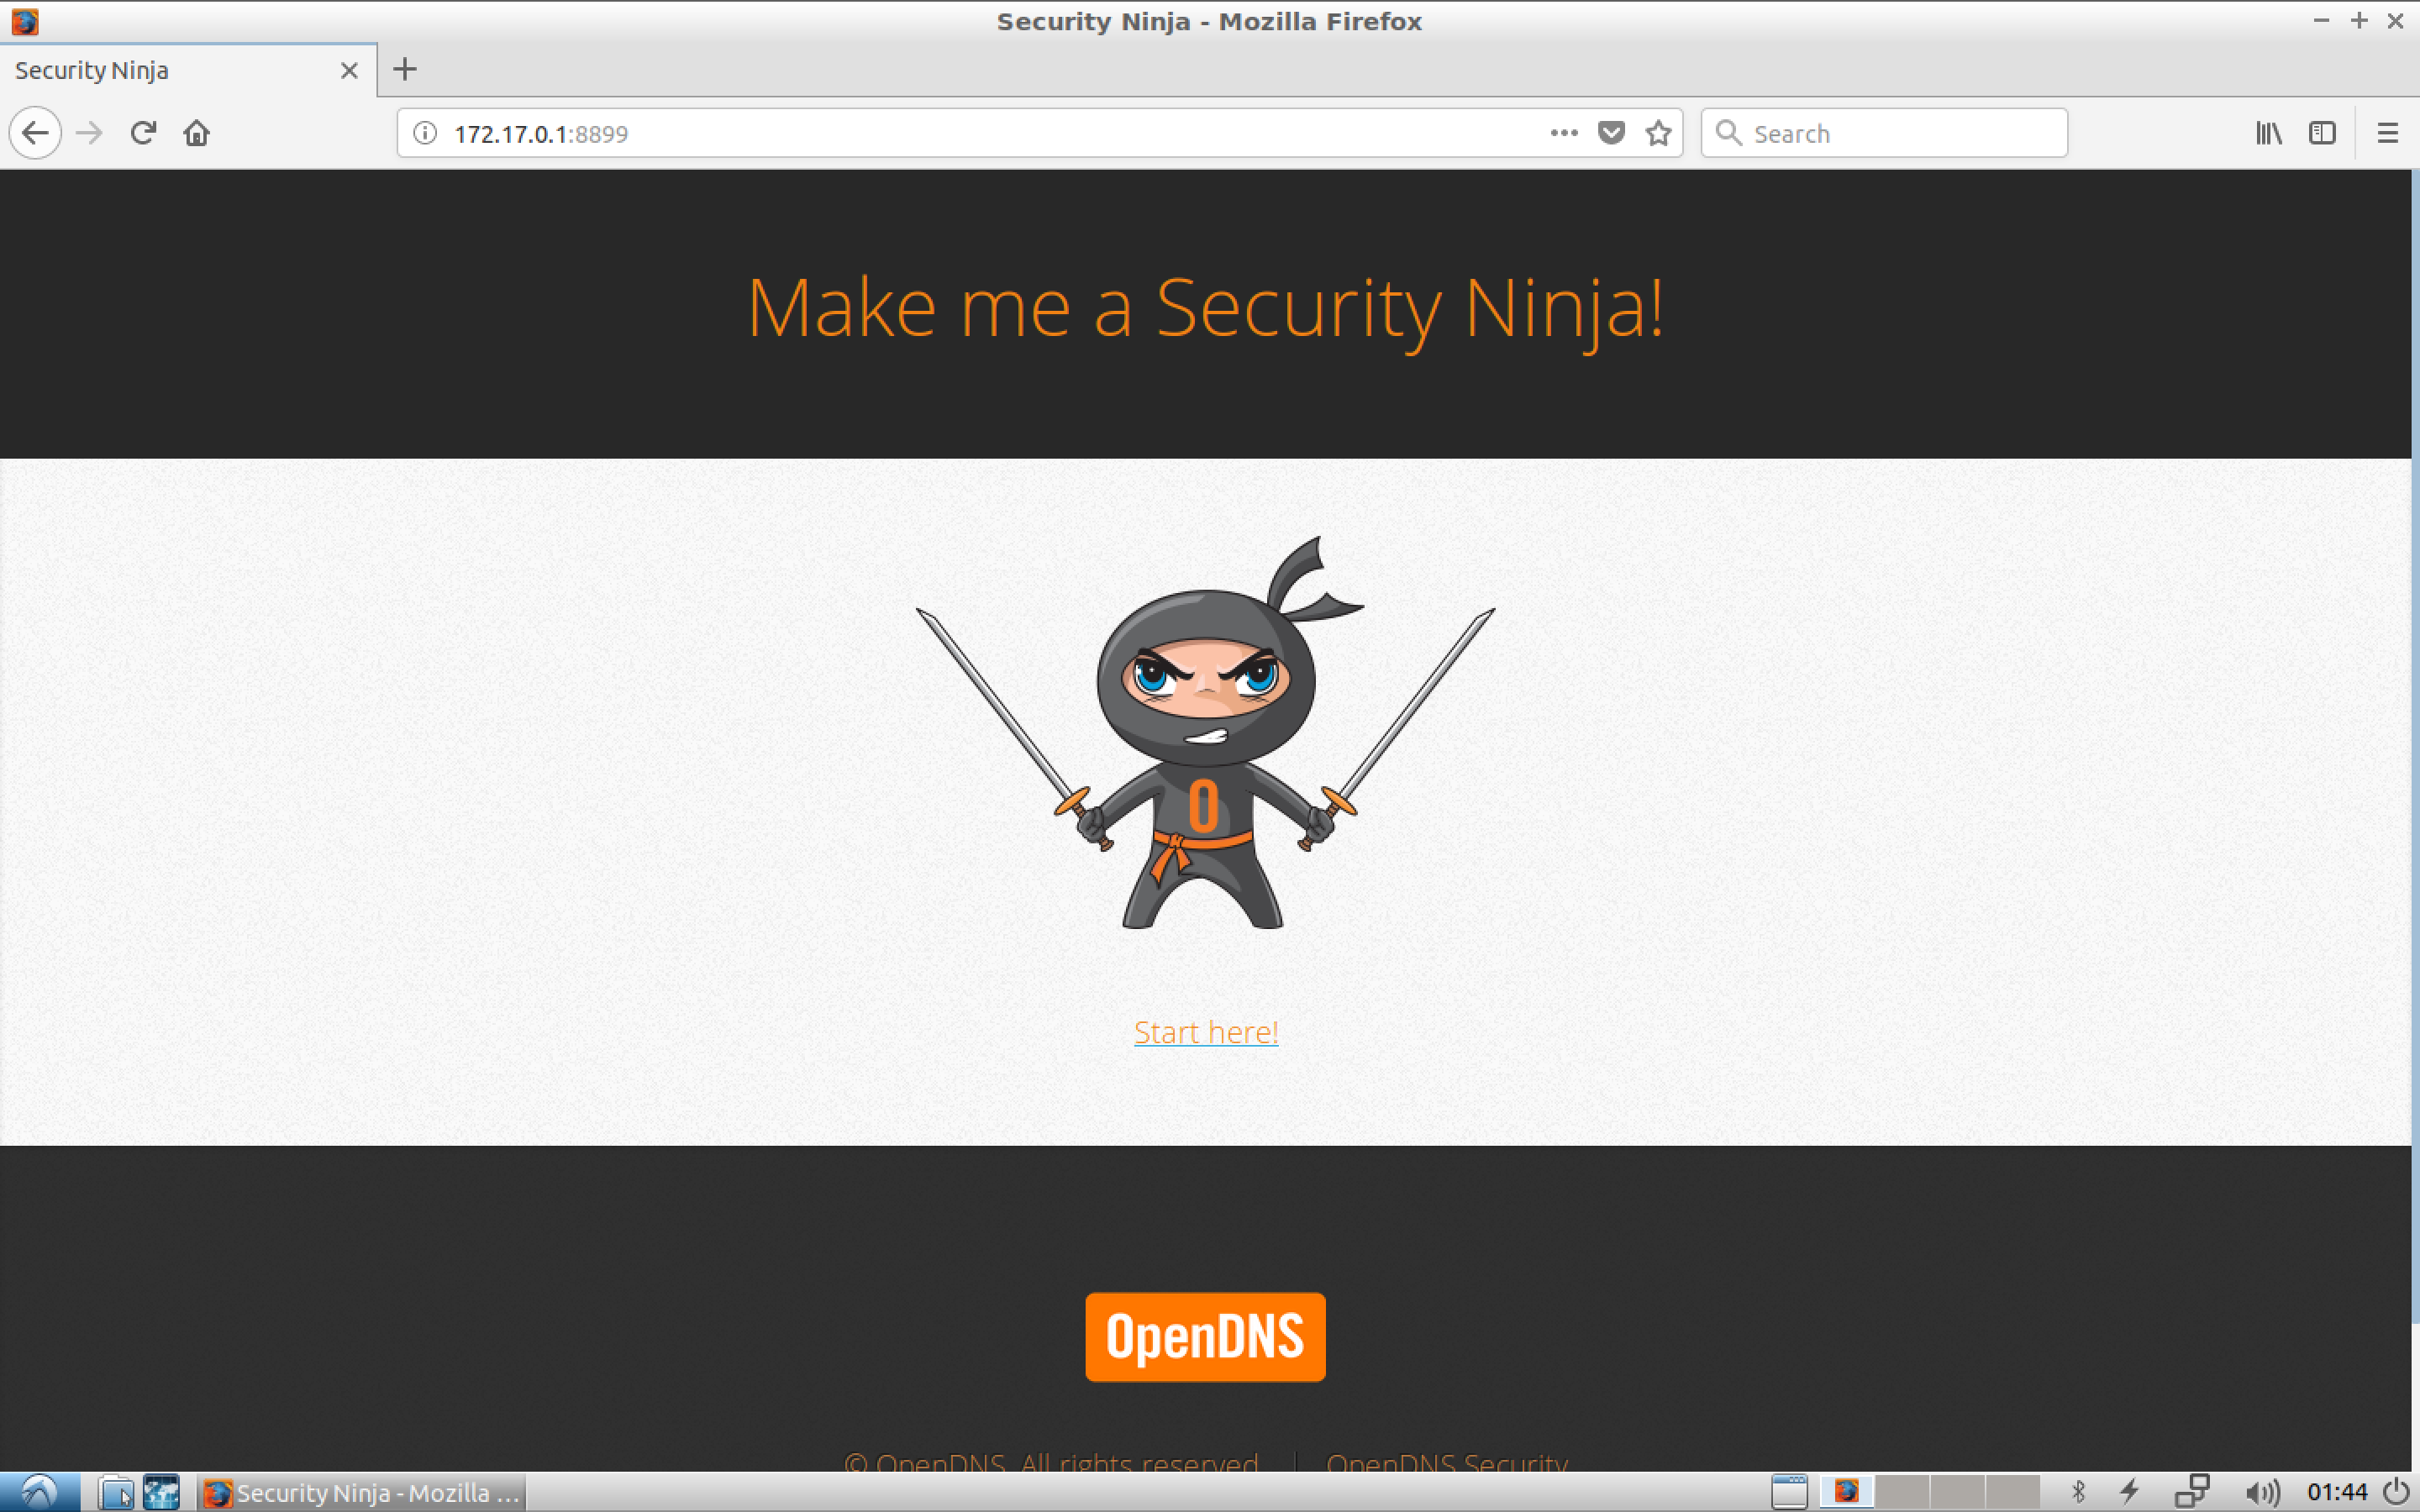 Security Ninja - Mozilla Firefox
Security Ninja
172.17.0.1:8899
Search
Make me a Security Ninja!
0
Start here!
OpenDNS
© OpenDNS. All rights reserved. | OpenDNS Security
Security Ninja - Mozilla ...
01:44